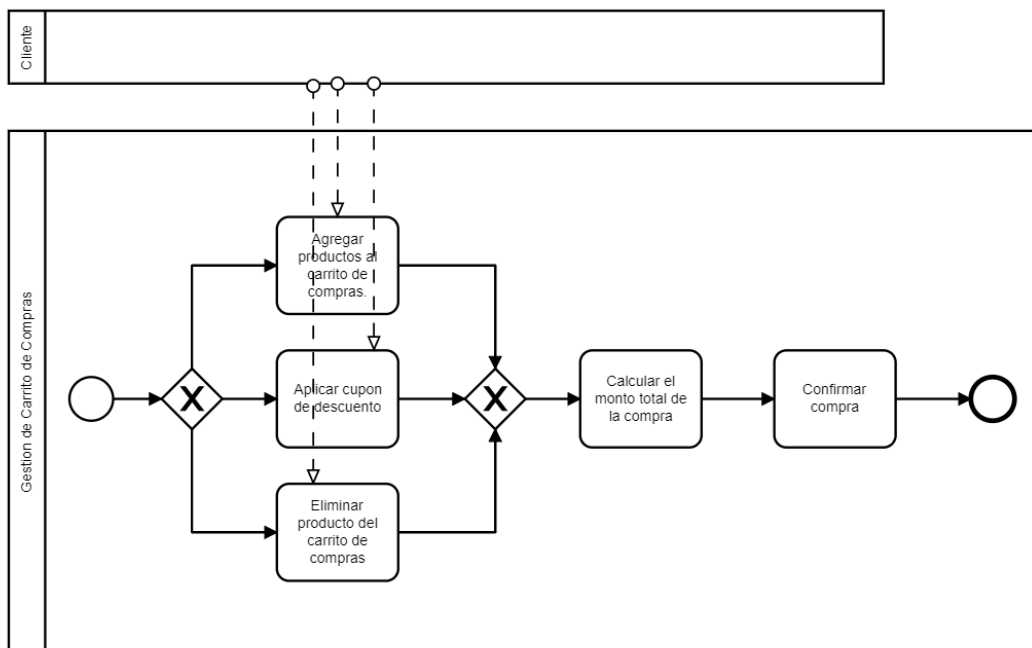 Cliente
Gestion de Carrito de Compras
Agregar
productos al
carrito de
compras.
Aplicar cupon
de descuento
Eliminar
producto del
carrito de
compras
Calcular el
monto total de
la compra
Confirmar
compra